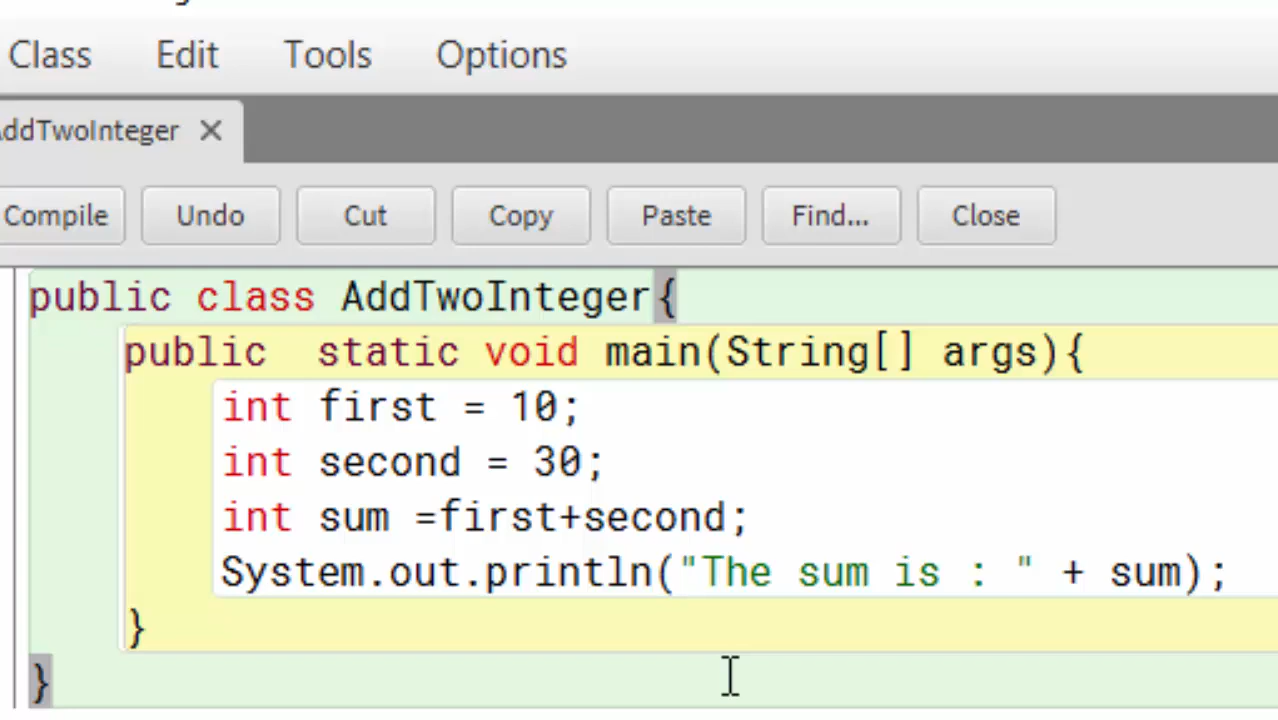 Class Edit Tools Options
AddTwoInteger ×
Compile Undo Cut Copy Paste Find... Close
public class AddTwoInteger{
public  static void main(String[] args){
int first = 10;
int second = 30;
int sum =first+second;
System.out.println("The sum is : " + sum);
}
}